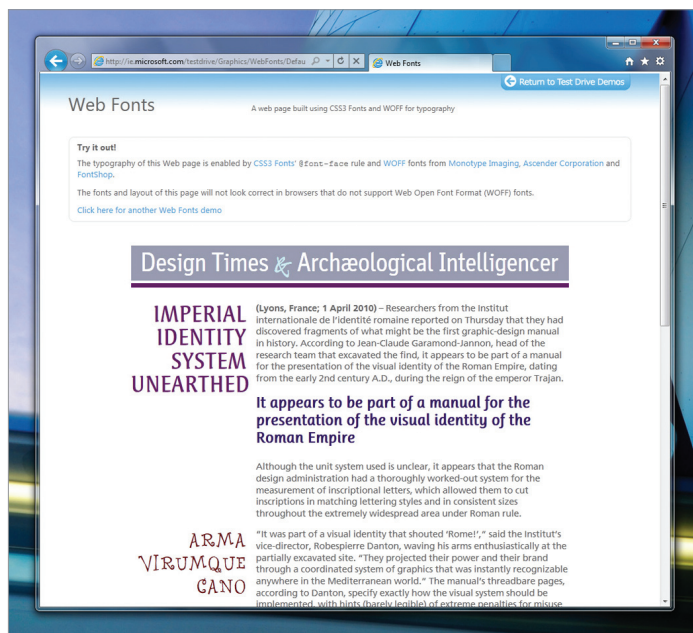 http://ie.microsoft.com/testdrive/Graphics/WebFonts/Defau
Web Fonts
Return to Test Drive Demos
Web Fonts
A web page built using CSS3 Fonts and WOFF for typography
Try it out!
The typography of this Web page is enabled by CSS3 Fonts' @font-face rule and WOFF fonts from Monotype Imaging, Ascender Corporation and
FontShop.
The fonts and layout of this page will not look correct in browsers that do not support Web Open Font Format (WOFF) fonts.
Click here for another Web Fonts demo
Design Times & Archæological Intelligencer
IMPERIAL
IDENTITY
SYSTEM
UNEARTHED
(Lyons, France; 1 April 2010) – Researchers from the Institut
internationale de l'identité romaine reported on Thursday that they had
discovered fragments of what might be the first graphic-design manual
in history. According to Jean-Claude Garamond-Jannon, head of the
research team that excavated the find, it appears to be part of a manual
for the presentation of the visual identity of the Roman Empire, dating
from the early 2nd century A.D., during the reign of the emperor Trajan.
It appears to be part of a manual for the
presentation of the visual identity of the
Roman Empire
Although the unit system used is unclear, it appears that the Roman
design administration had a thoroughly worked-out system for the
measurement of inscriptional letters, which allowed them to cut
inscriptions in matching lettering styles and in consistent sizes
throughout the extremely widespread area under Roman rule.
ARMA
VIRUMQUE
CANO
"It was part of a visual identity that shouted 'Rome!'," said the Institut's
vice-director, Robespierre Danton, waving his arms enthusiastically at the
partially excavated site. "They projected their power and their brand
through a coordinated system of graphics that was instantly recognizable
anywhere in the Mediterranean world." The manual's threadbare pages,
according to Danton, specify exactly how the visual system should be
implemented, with hints (barely legible) of extreme penalties for misuse